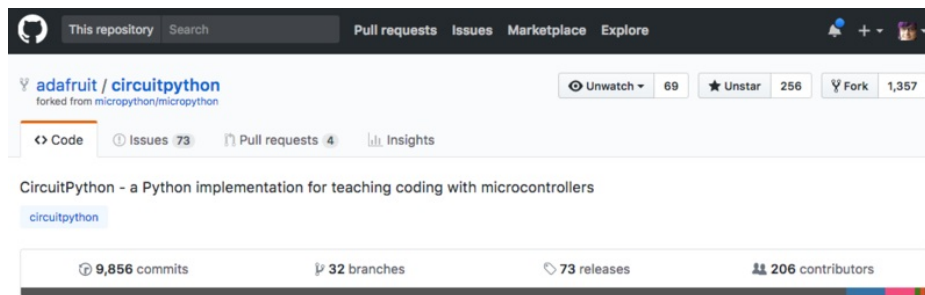 This repository Search Pull requests Issues Marketplace Explore
adafruit / circuitpython
forked from micropython/micropython
Unwatch 69 Unstar 256 Fork 1,357
Code Issues 73 Pull requests 4 Insights
CircuitPython - a Python implementation for teaching coding with microcontrollers
circuitpython
9,856 commits 32 branches 73 releases 206 contributors